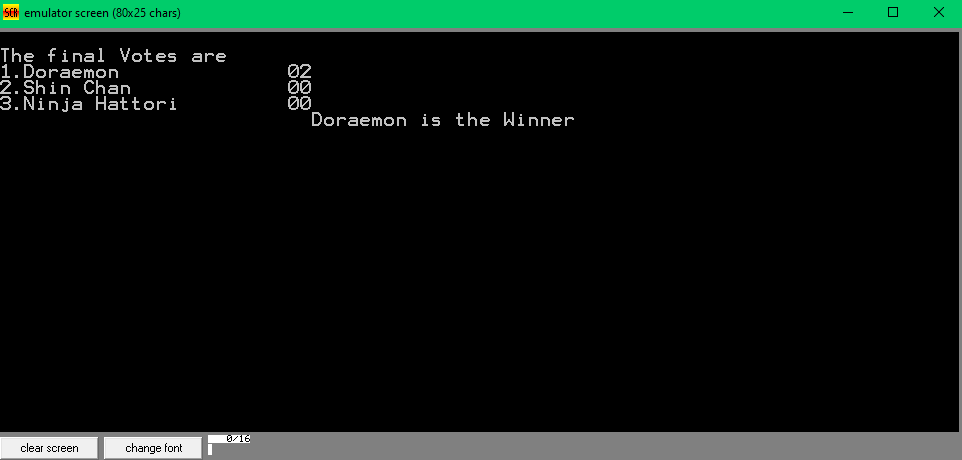 emulator screen (80x25 chars)
The final Votes are
1.Doraemon 02
2.Shin Chan 00
3.Ninja Hattori 00
Doraemon is the Winner
clear screen
change font
0/16